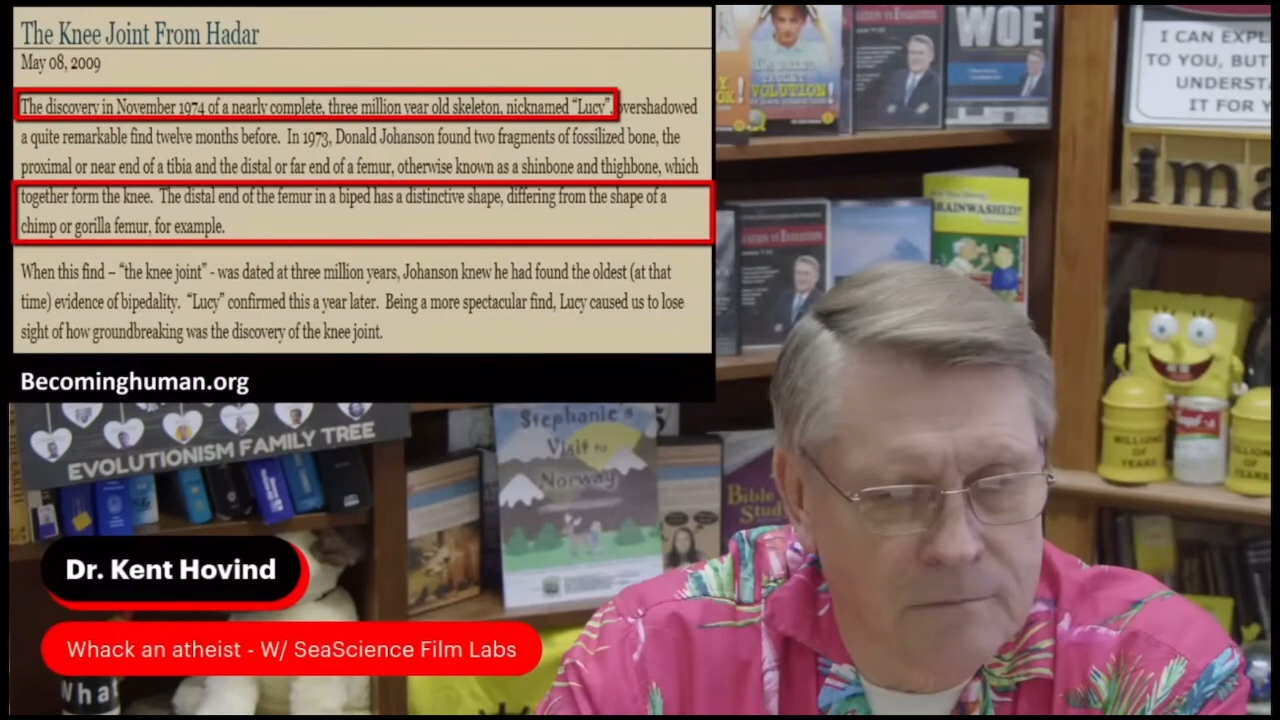 The Knee Joint From Hadar
May 08, 2009
The discovery in November 1974 of a nearly complete, three million year old skeleton, nicknamed “Lucy”, overshadowed
a quite remarkable find twelve months before. In 1973, Donald Johanson found two fragments of fossilized bone, the
proximal or near end of a tibia and the distal or far end of a femur, otherwise known as a shinbone and thighbone, which
together form the knee. The distal end of the femur in a biped has a distinctive shape, differing from the shape of a
chimp or gorilla femur, for example.
When this find – “the knee joint” - was dated at three million years, Johanson knew he had found the oldest (at that
time) evidence of bipedality. “Lucy” confirmed this a year later. Being a more spectacular find, Lucy caused us to lose
sight of how groundbreaking was the discovery of the knee joint.
Becominghuman.org
WOE
I CAN EXPL
TO YOU, BUT
UNDERST
IT FOR Y
ima
BRAINWASHED?
EVOLUTIONISM FAMILY TREE
Stephanie's
Visit to
Norway
Bible
Stud
MILLIONS
OF
YEARS
Dr. Kent Hovind
Whack an atheist - W/ SeaScience Film Labs
What